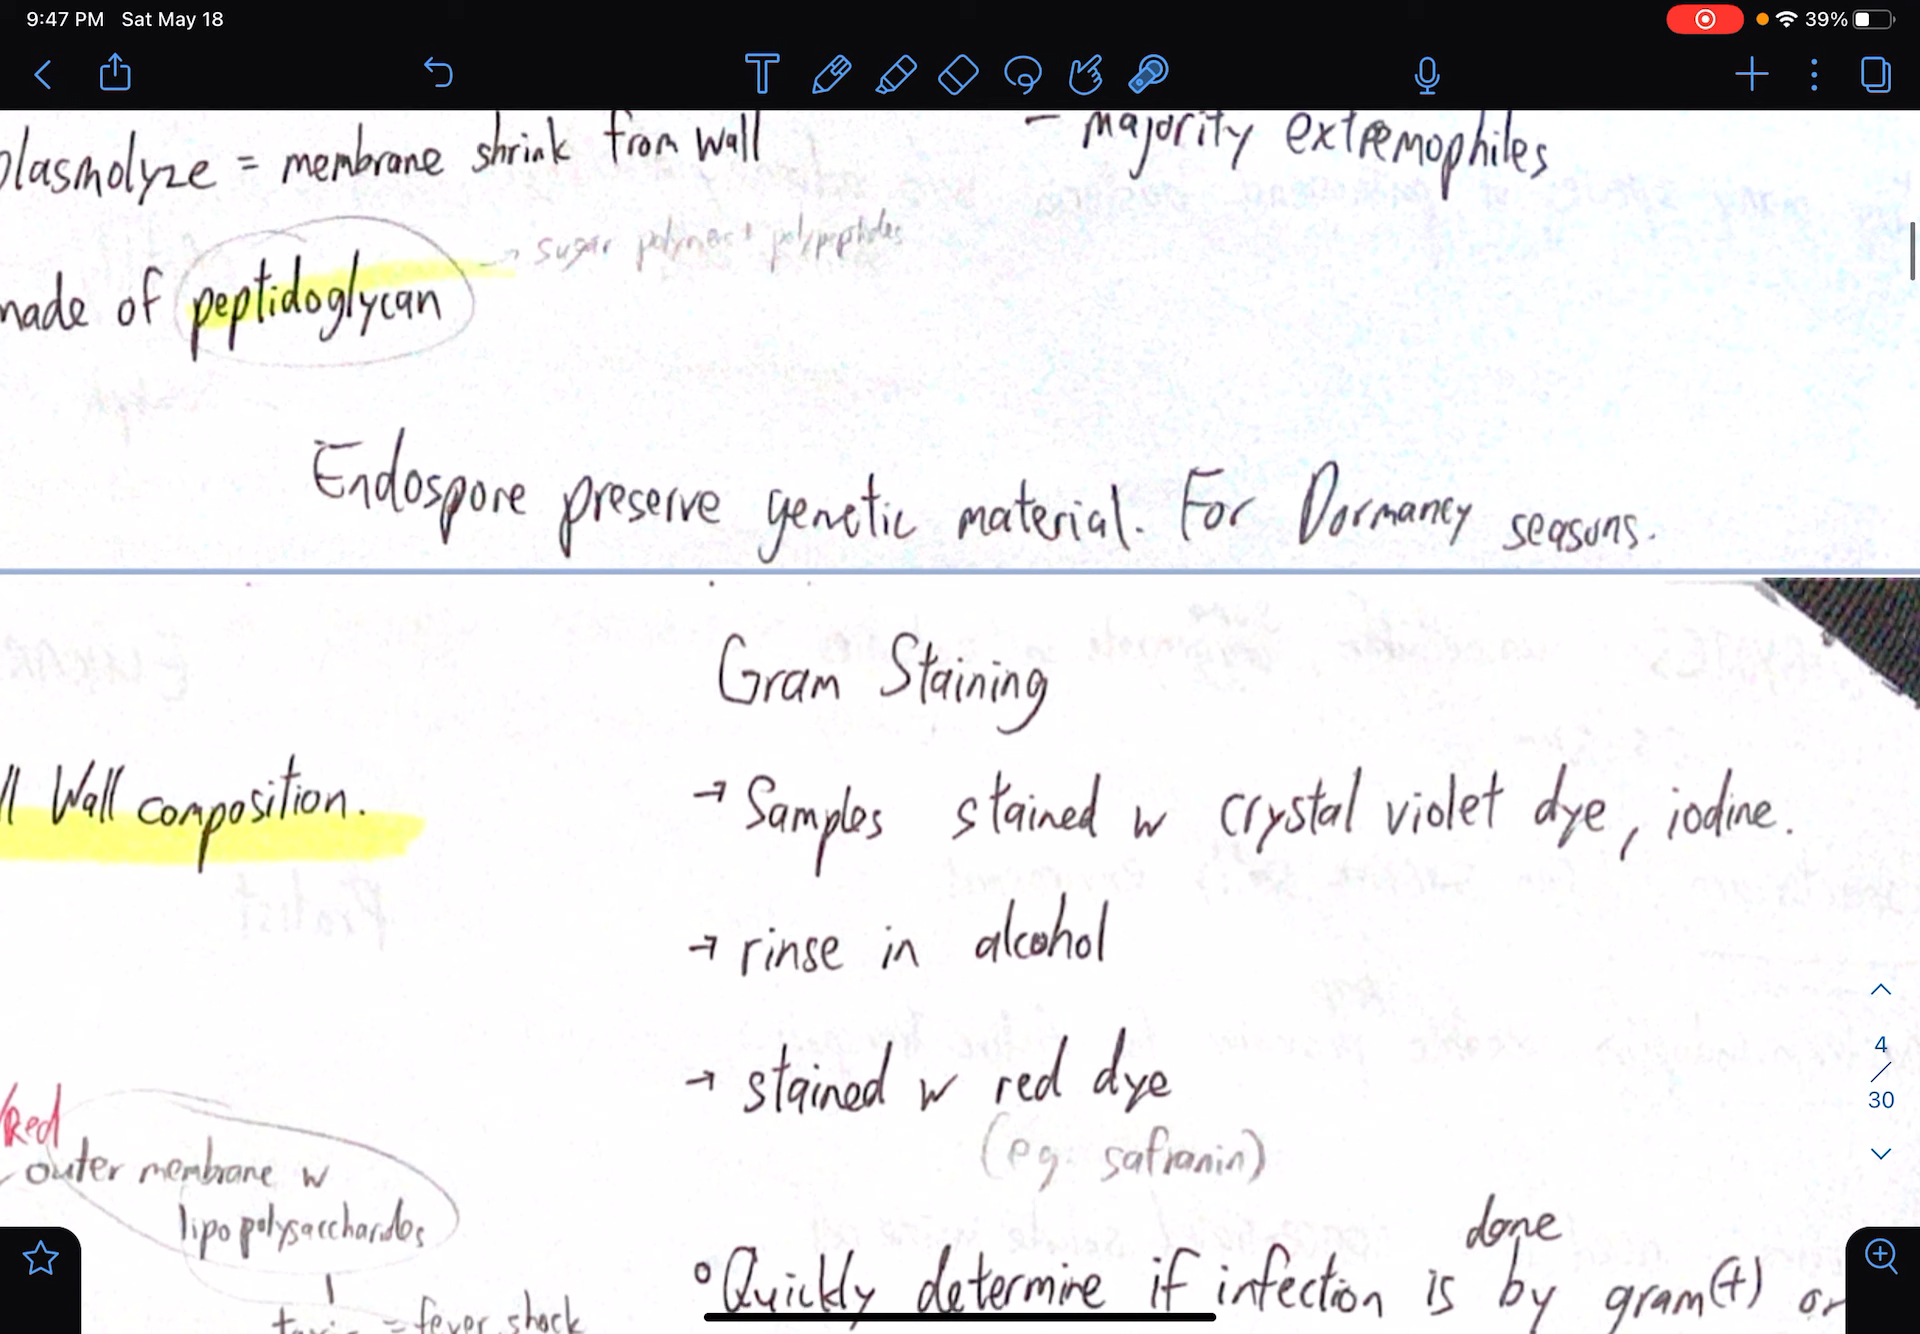 9:47 PM Sat May 18
39%
plasmolyze = membrane shrink from wall
- majority extremophiles
→ sugar polymers + polypeptides
made of peptidoglycan
Endospore preserve genetic material. For Dormancy seasons.
Gram Staining
ll Wall composition.
→ Samples stained w crystal violet dye, iodine.
→ rinse in alcohol
→ stained w red dye
(eg. safranin)
Red
outer membrane w
lipopolysaccharides
= fever, shock
done
Quickly determine if infection is by gram(+) or
4
/
30